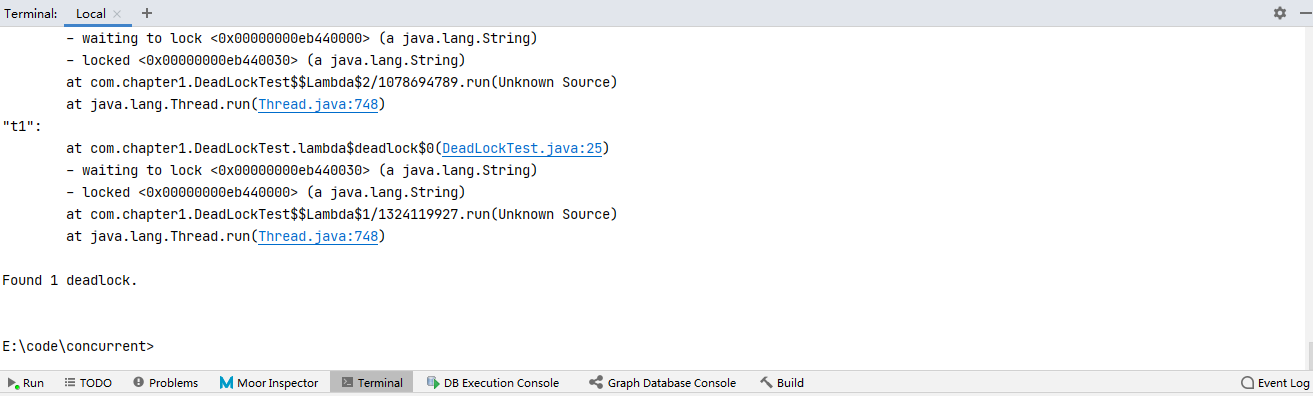 Terminal: Local × +
- waiting to lock <0x00000000eb440000> (a java.lang.String)
- locked <0x00000000eb440030> (a java.lang.String)
at com.chapter1.DeadLockTest$$Lambda$2/1078694789.run(Unknown Source)
at java.lang.Thread.run(Thread.java:748)
"t1":
at com.chapter1.DeadLockTest.lambda$deadlock$0(DeadLockTest.java:25)
- waiting to lock <0x00000000eb440030> (a java.lang.String)
- locked <0x00000000eb440000> (a java.lang.String)
at com.chapter1.DeadLockTest$$Lambda$1/1324119927.run(Unknown Source)
at java.lang.Thread.run(Thread.java:748)
Found 1 deadlock.
E:\code\concurrent>
Run TODO Problems Moor Inspector Terminal DB Execution Console Graph Database Console Build Event Log